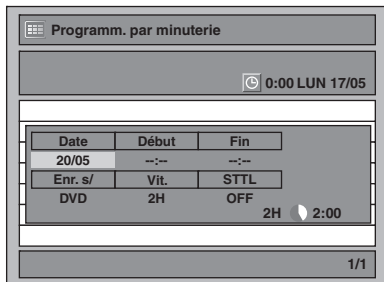 Programm. par minuterie
0:00 LUN 17/05
Date Début Fin
20/05 --:-- --:--
Enr. s/ Vit. STTL
DVD 2H OFF
2H 2:00
1/1